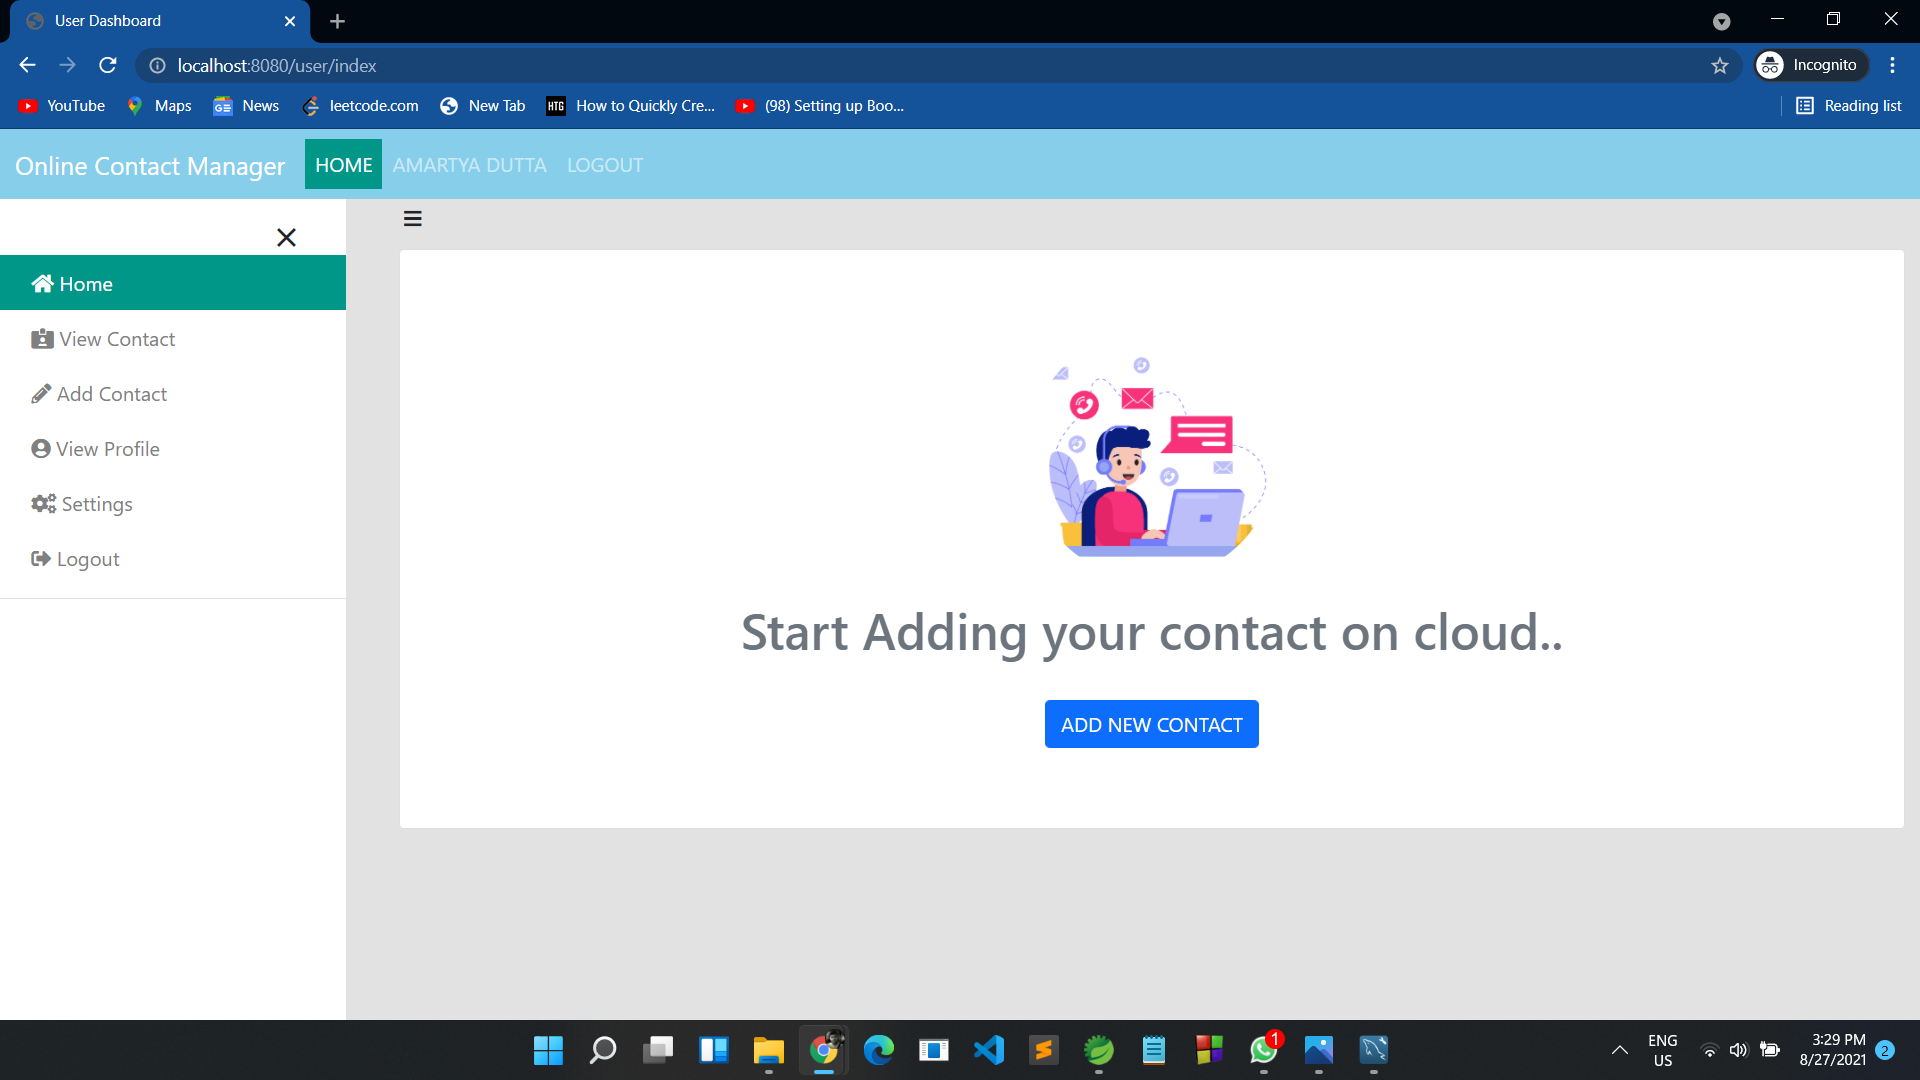 User Dashboard
localhost:8080/user/index
Incognito
YouTube Maps News leetcode.com New Tab HTG How to Quickly Cre... (98) Setting up Boo... Reading list
Online Contact Manager HOME AMARTYA DUTTA LOGOUT
Home
View Contact
Add Contact
View Profile
Settings
Logout
Start Adding your contact on cloud..
ADD NEW CONTACT
1
ENG
US
3:29 PM
8/27/2021
2